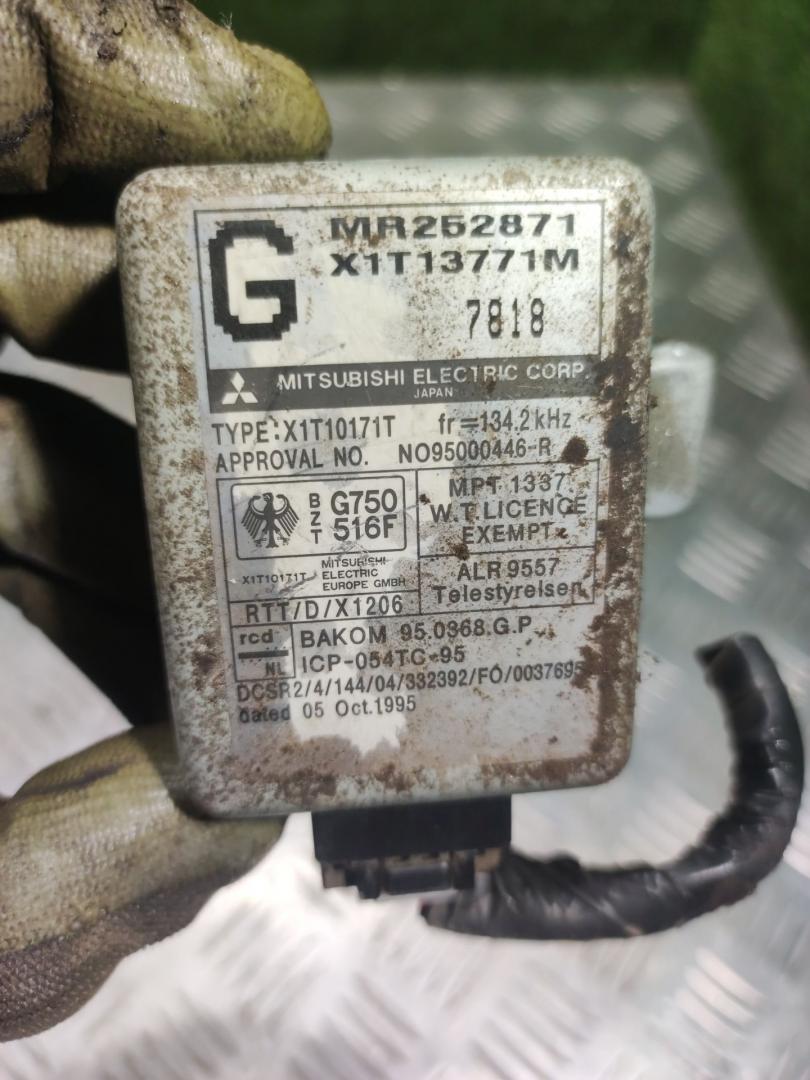 G
MR252871
X1T13771M
7818
MITSUBISHI ELECTRIC CORP.
JAPAN
TYPE:X1T10171T fr=134.2kHz
APPROVAL NO. NO95000446-R
BZT G750 516F
X1T10171T MITSUBISHI ELECTRIC EUROPE GMBH
MPT 1337
W.T LICENCE
EXEMPT
RTT/D/X1206
ALR 9557
Telestyrelsen
rcd BAKOM 95.0368.G.P
NL ICP-054TC-95
DCSR2/4/144/04/332392/FO/0037695
dated 05 Oct.1995